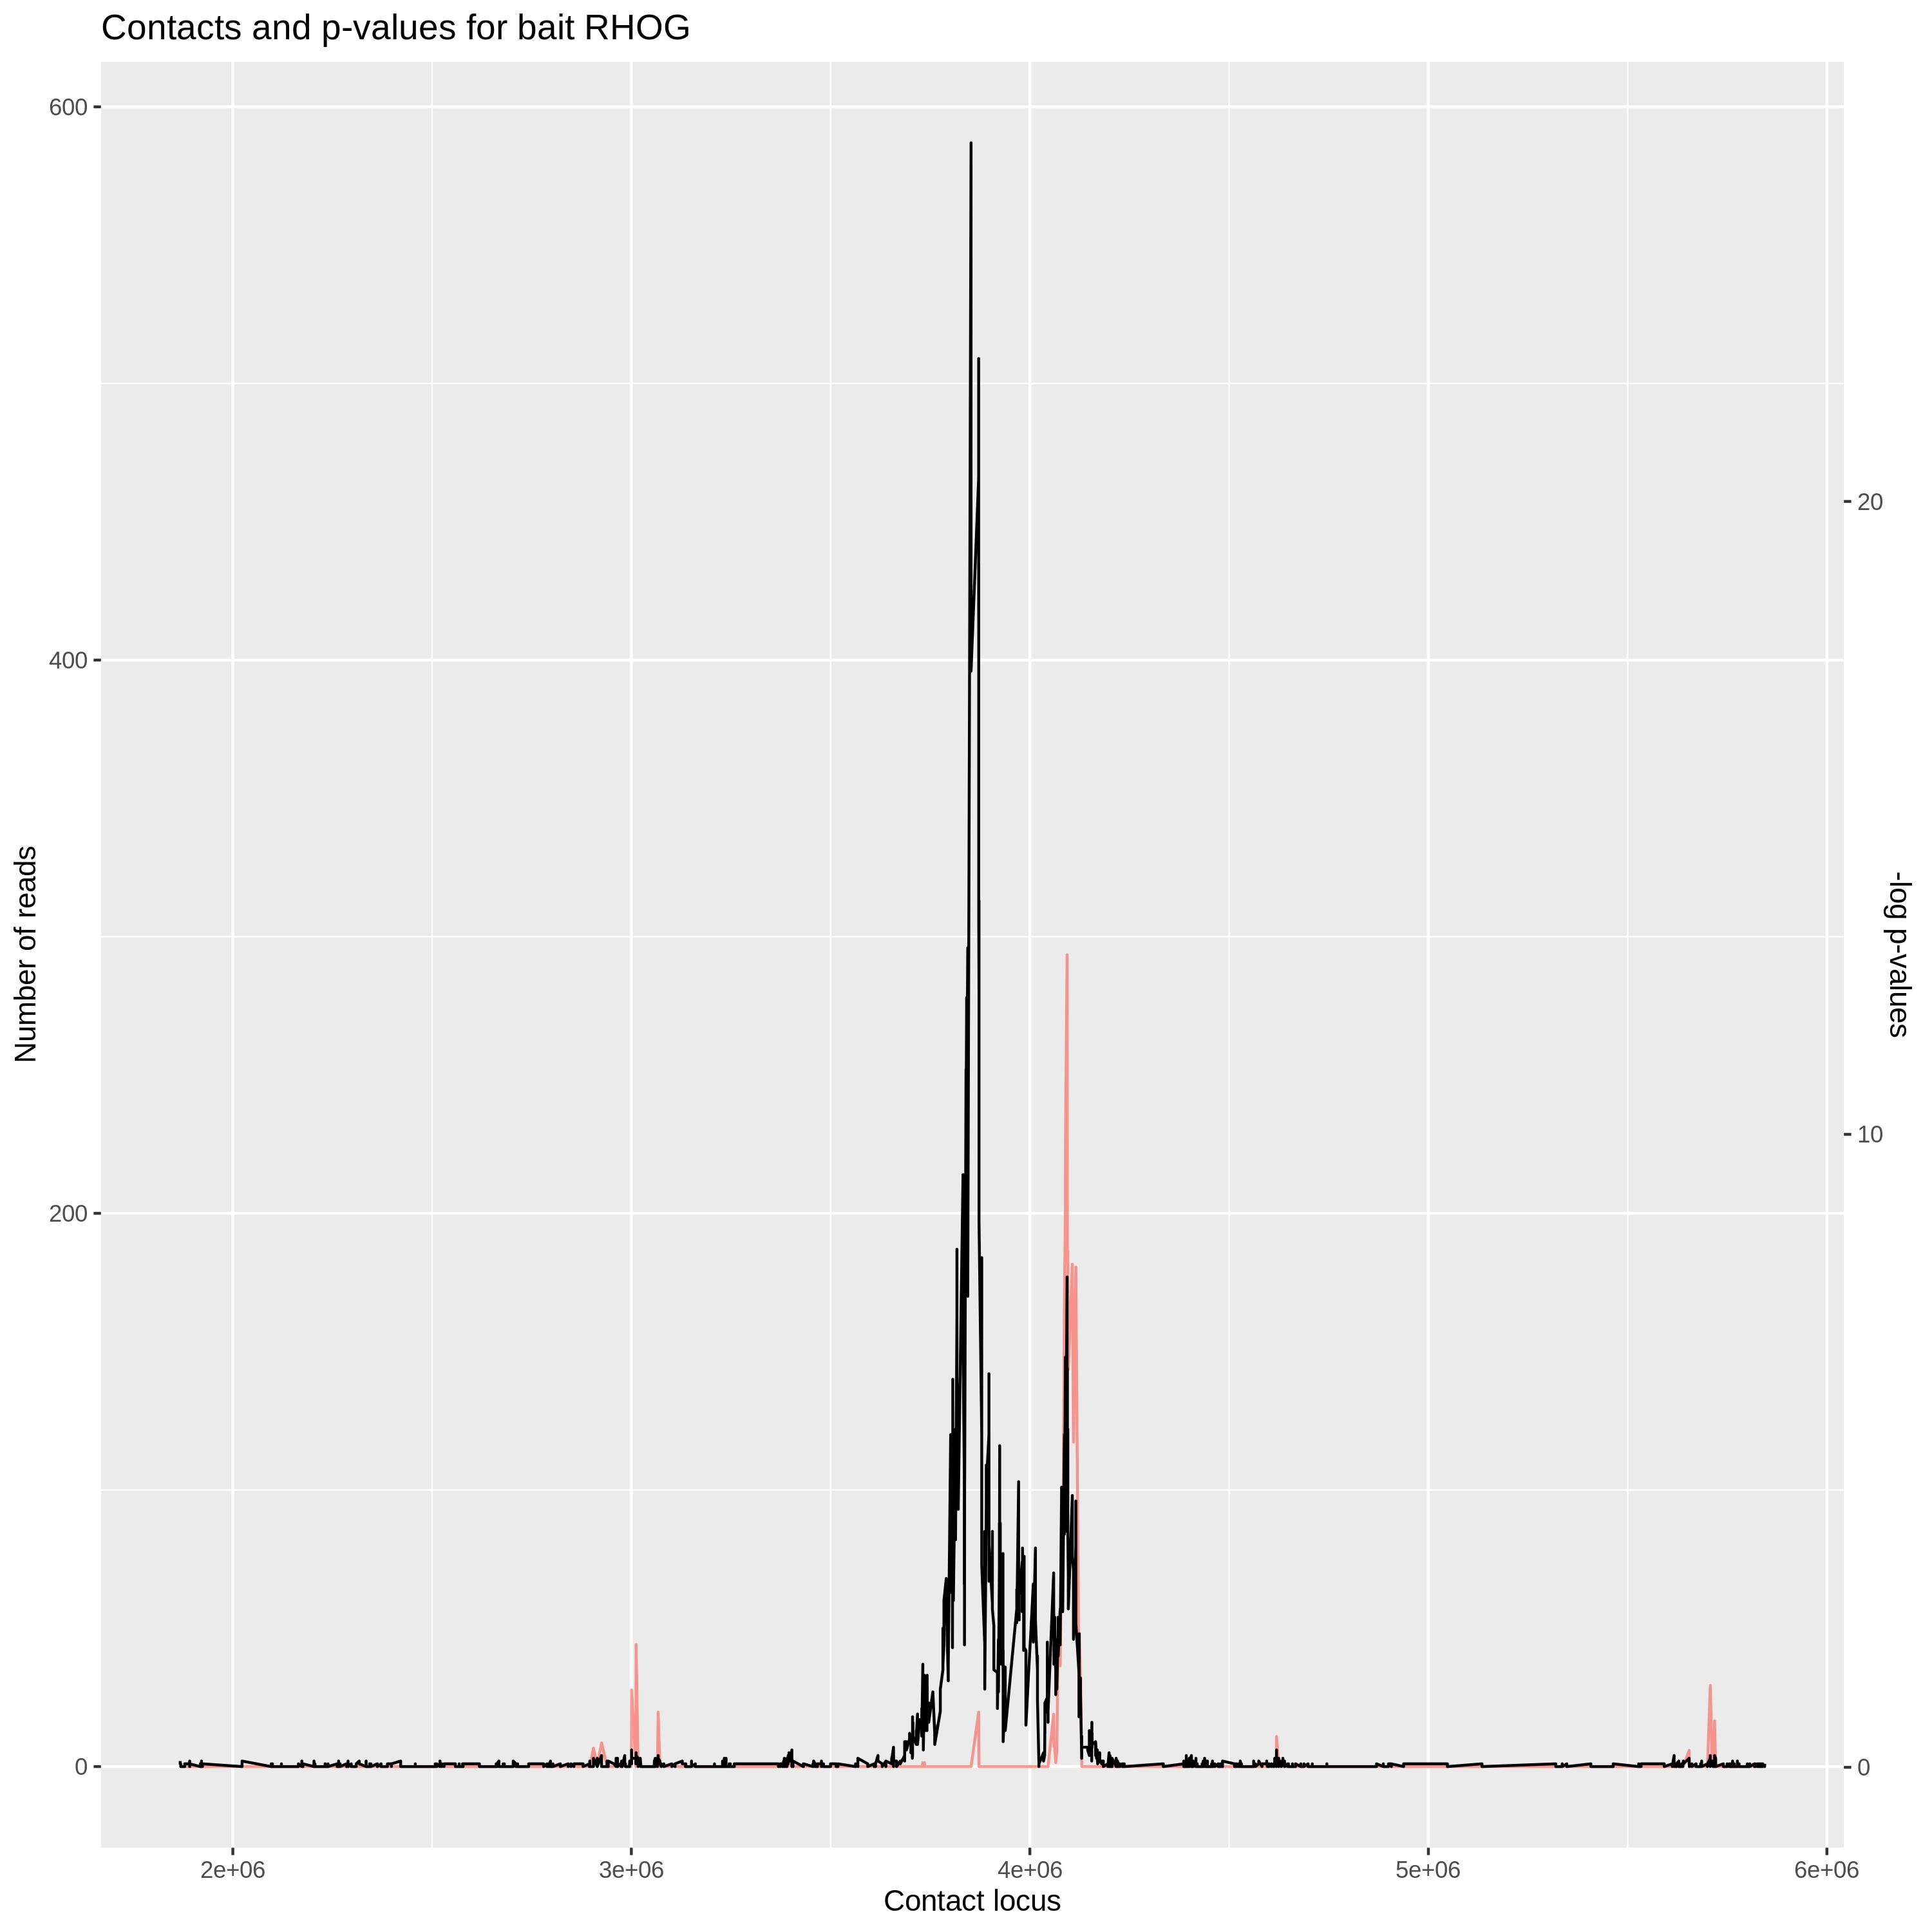 Contacts and p-values for bait RHOG
600
400
200
0
Number of reads
20
10
0
-log p-values
2e+06 3e+06 4e+06 5e+06 6e+06
Contact locus